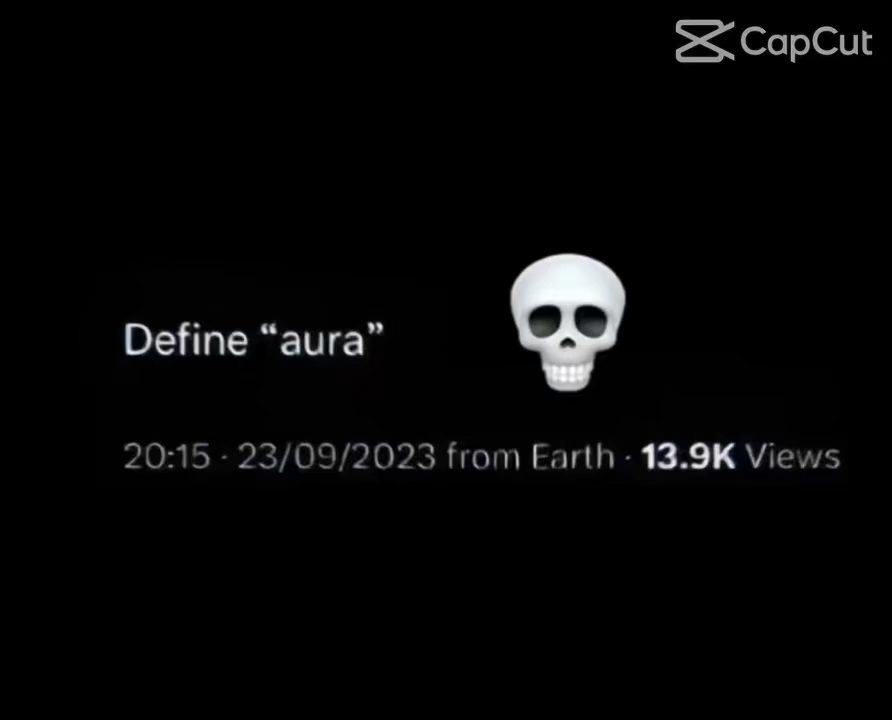 CapCut
Define “aura” 💀
20:15 · 23/09/2023 from Earth · 13.9K Views